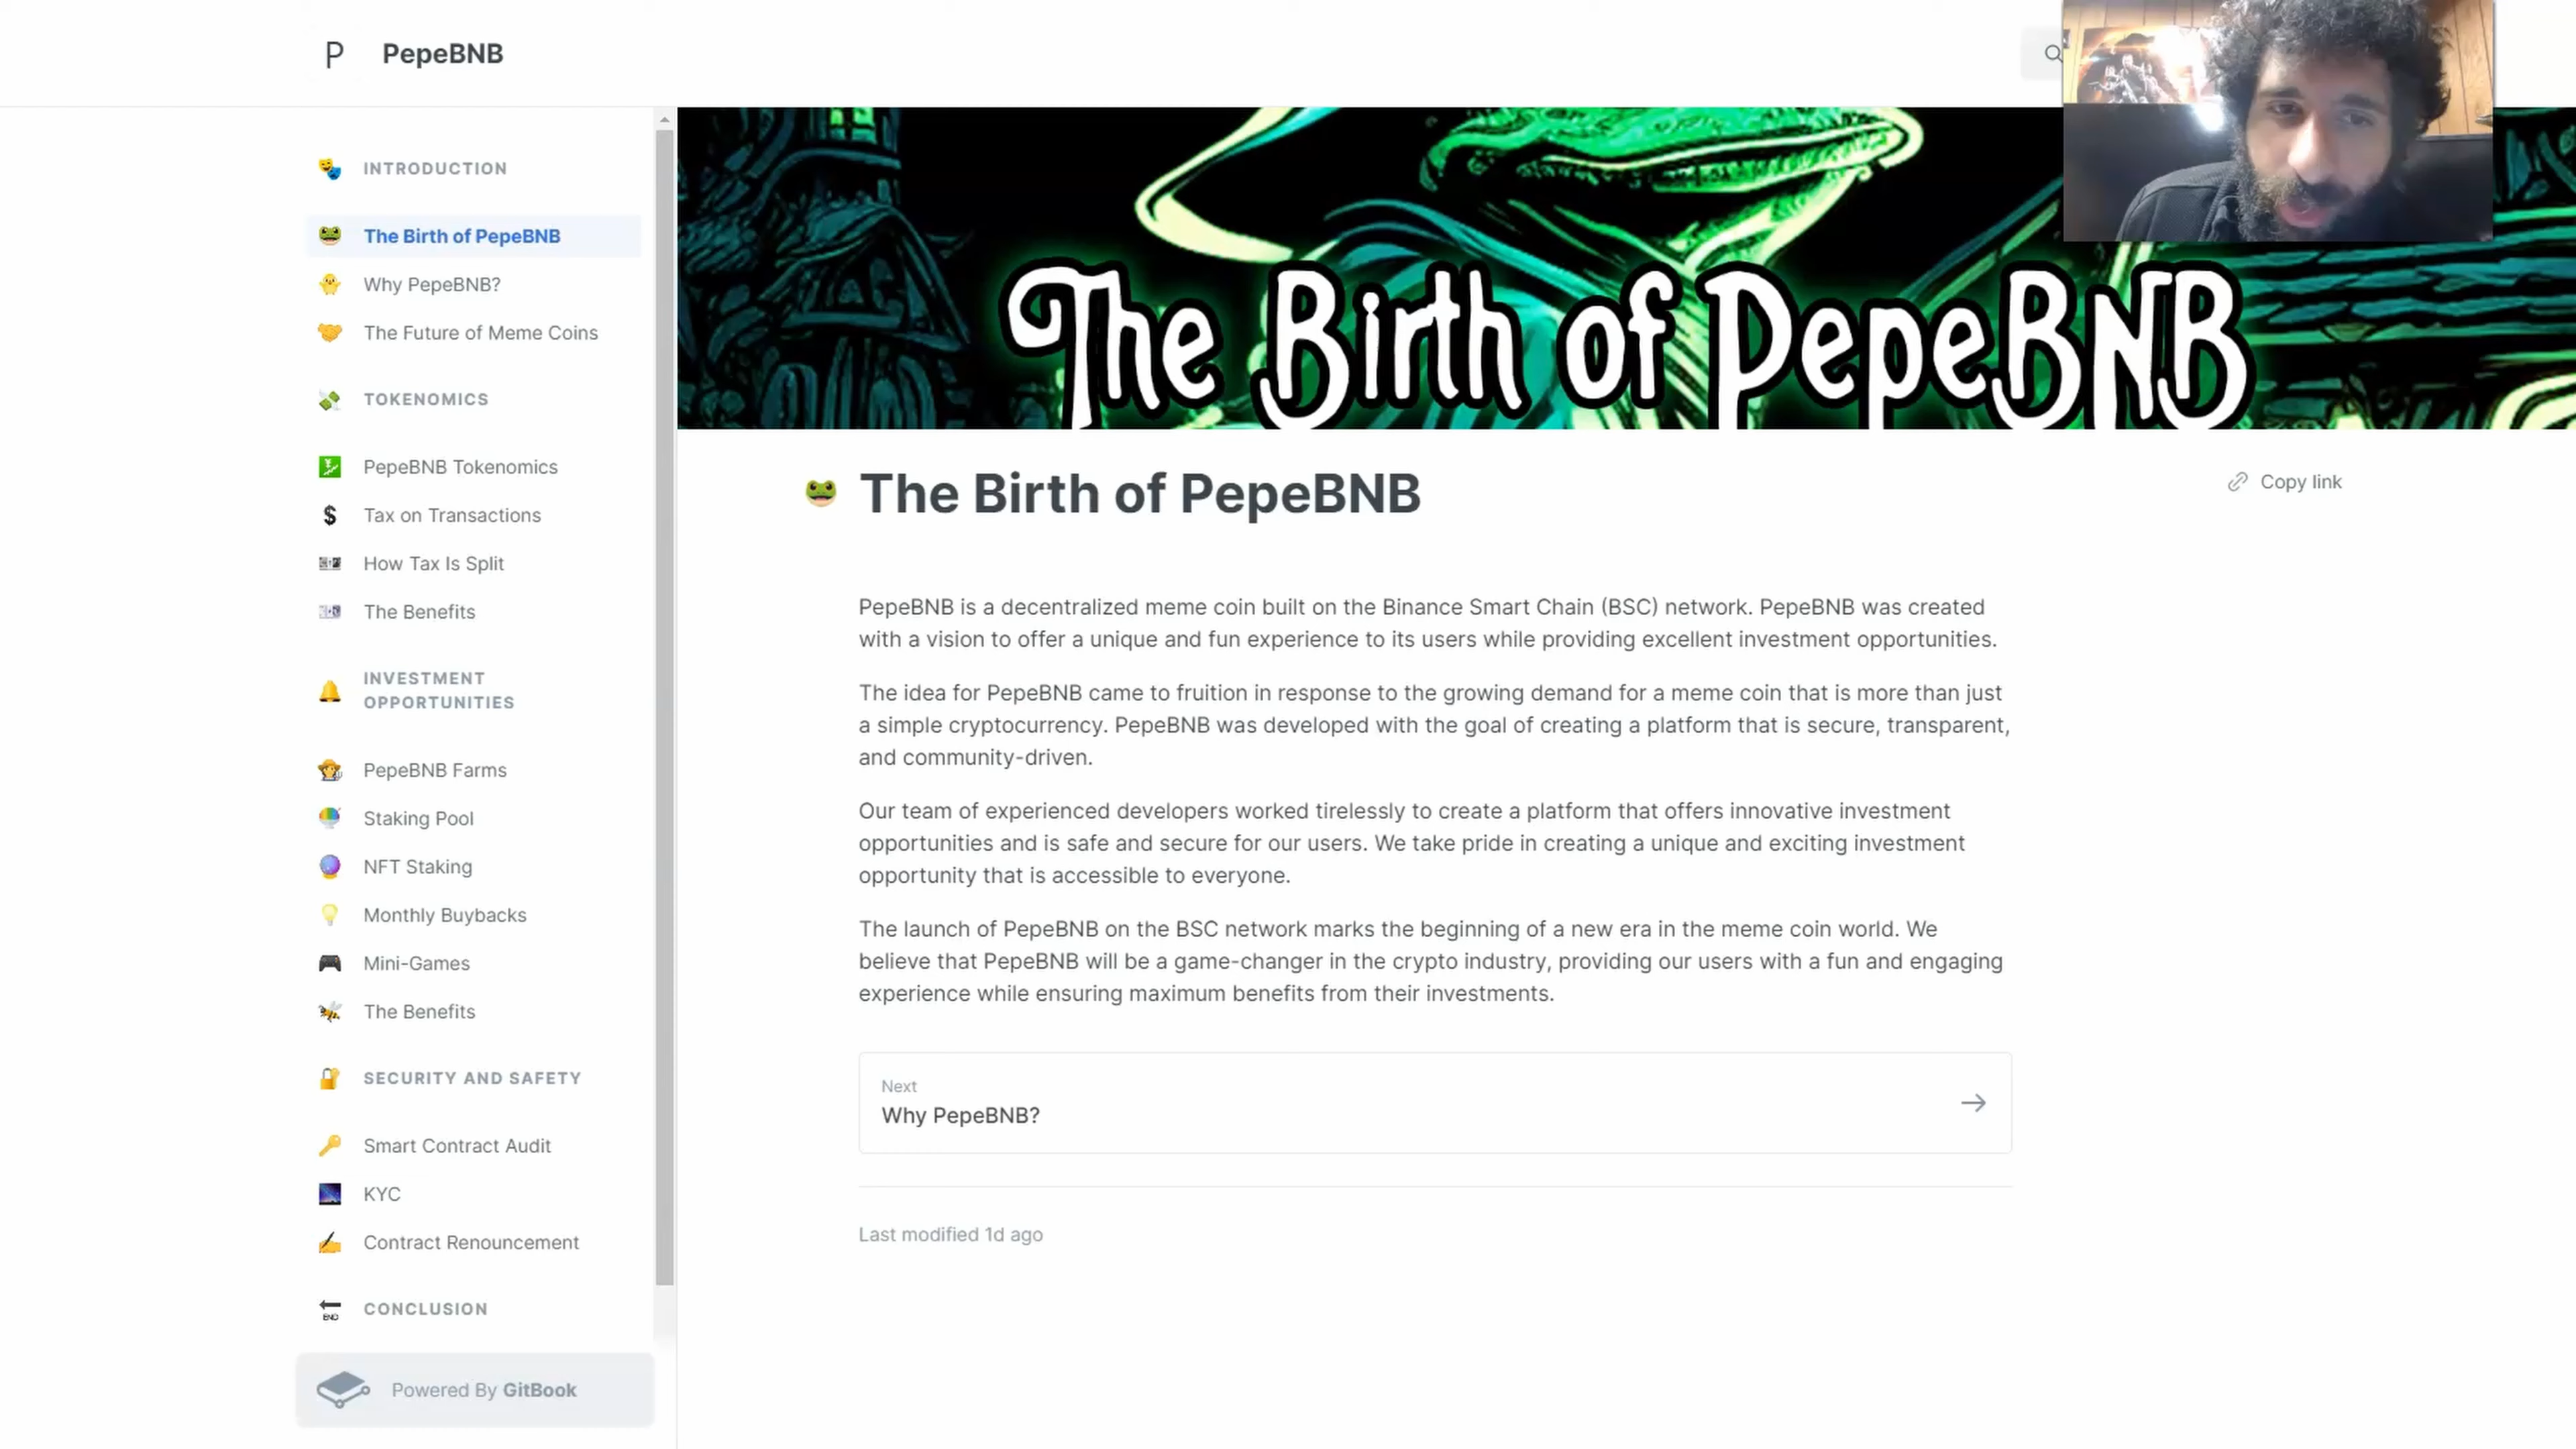 P PepeBNB
INTRODUCTION
The Birth of PepeBNB
Why PepeBNB?
The Future of Meme Coins
TOKENOMICS
PepeBNB Tokenomics
$ Tax on Transactions
How Tax Is Split
The Benefits
INVESTMENT
OPPORTUNITIES
PepeBNB Farms
Staking Pool
NFT Staking
Monthly Buybacks
Mini-Games
The Benefits
SECURITY AND SAFETY
Smart Contract Audit
KYC
Contract Renouncement
END CONCLUSION
Powered By GitBook
The Birth of PepeBNB
The Birth of PepeBNB
Copy link
PepeBNB is a decentralized meme coin built on the Binance Smart Chain (BSC) network. PepeBNB was created
with a vision to offer a unique and fun experience to its users while providing excellent investment opportunities.
The idea for PepeBNB came to fruition in response to the growing demand for a meme coin that is more than just
a simple cryptocurrency. PepeBNB was developed with the goal of creating a platform that is secure, transparent,
and community-driven.
Our team of experienced developers worked tirelessly to create a platform that offers innovative investment
opportunities and is safe and secure for our users. We take pride in creating a unique and exciting investment
opportunity that is accessible to everyone.
The launch of PepeBNB on the BSC network marks the beginning of a new era in the meme coin world. We
believe that PepeBNB will be a game-changer in the crypto industry, providing our users with a fun and engaging
experience while ensuring maximum benefits from their investments.
Next
Why PepeBNB?
Last modified 1d ago